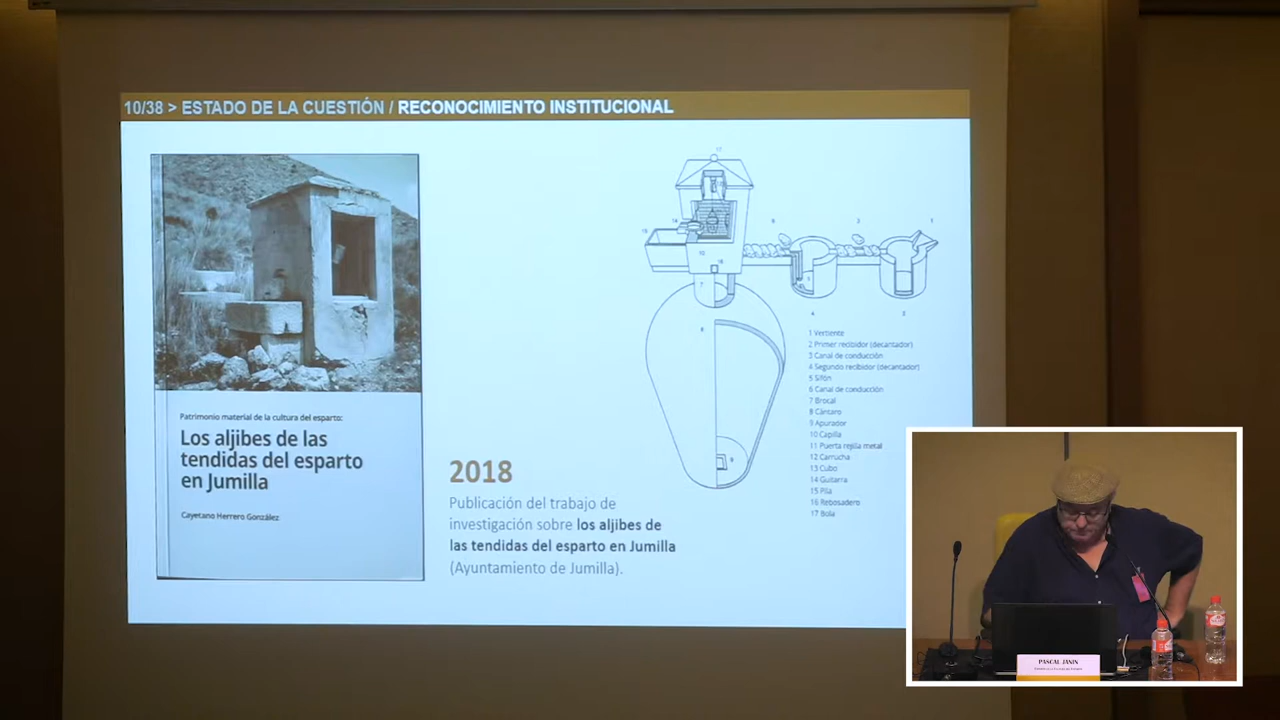 10/38 > ESTADO DE LA CUESTIÓN / RECONOCIMIENTO INSTITUCIONAL
Patrimonio material de la cultura del esparto:
Los aljibes de las
tendidas del esparto
en Jumilla
Cayetano Herrero González
2018
Publicación del trabajo de
investigación sobre los aljibes de
las tendidas del esparto en Jumilla
(Ayuntamiento de Jumilla).
1 Vertiente
2 Primer recibidor (decantador)
3 Canal de conducción
4 Segundo recibidor (decantador)
5 Sifón
6 Canal de conducción
7 Brocal
8 Cántaro
9 Apurador
10 Capilla
11 Puerta rejilla metal
12 Carrucha
13 Cubo
14 Guitarra
15 Pila
16 Rebosadero
17 Bola
PASCAL JANIN